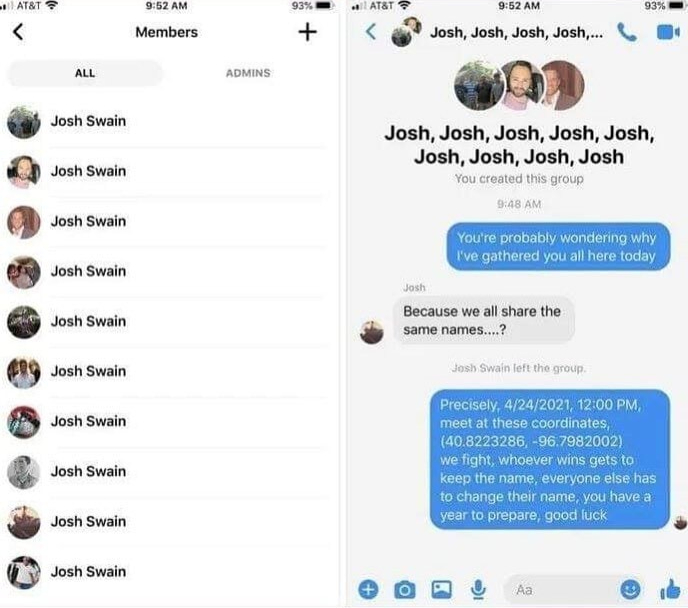 AT&T 9:52 AM 93%
Members
+
ALL ADMINS
Josh Swain
Josh Swain
Josh Swain
Josh Swain
Josh Swain
Josh Swain
Josh Swain
Josh Swain
Josh Swain
Josh Swain
AT&T 9:52 AM 93%
Josh, Josh, Josh, Josh,...
Josh, Josh, Josh, Josh, Josh,
Josh, Josh, Josh, Josh
You created this group
9:48 AM
You're probably wondering why
I've gathered you all here today
Josh
Because we all share the
same names....?
Josh Swain left the group.
Precisely, 4/24/2021, 12:00 PM,
meet at these coordinates,
(40.8223286, -96.7982002)
we fight, whoever wins gets to
keep the name, everyone else has
to change their name, you have a
year to prepare, good luck
Aa